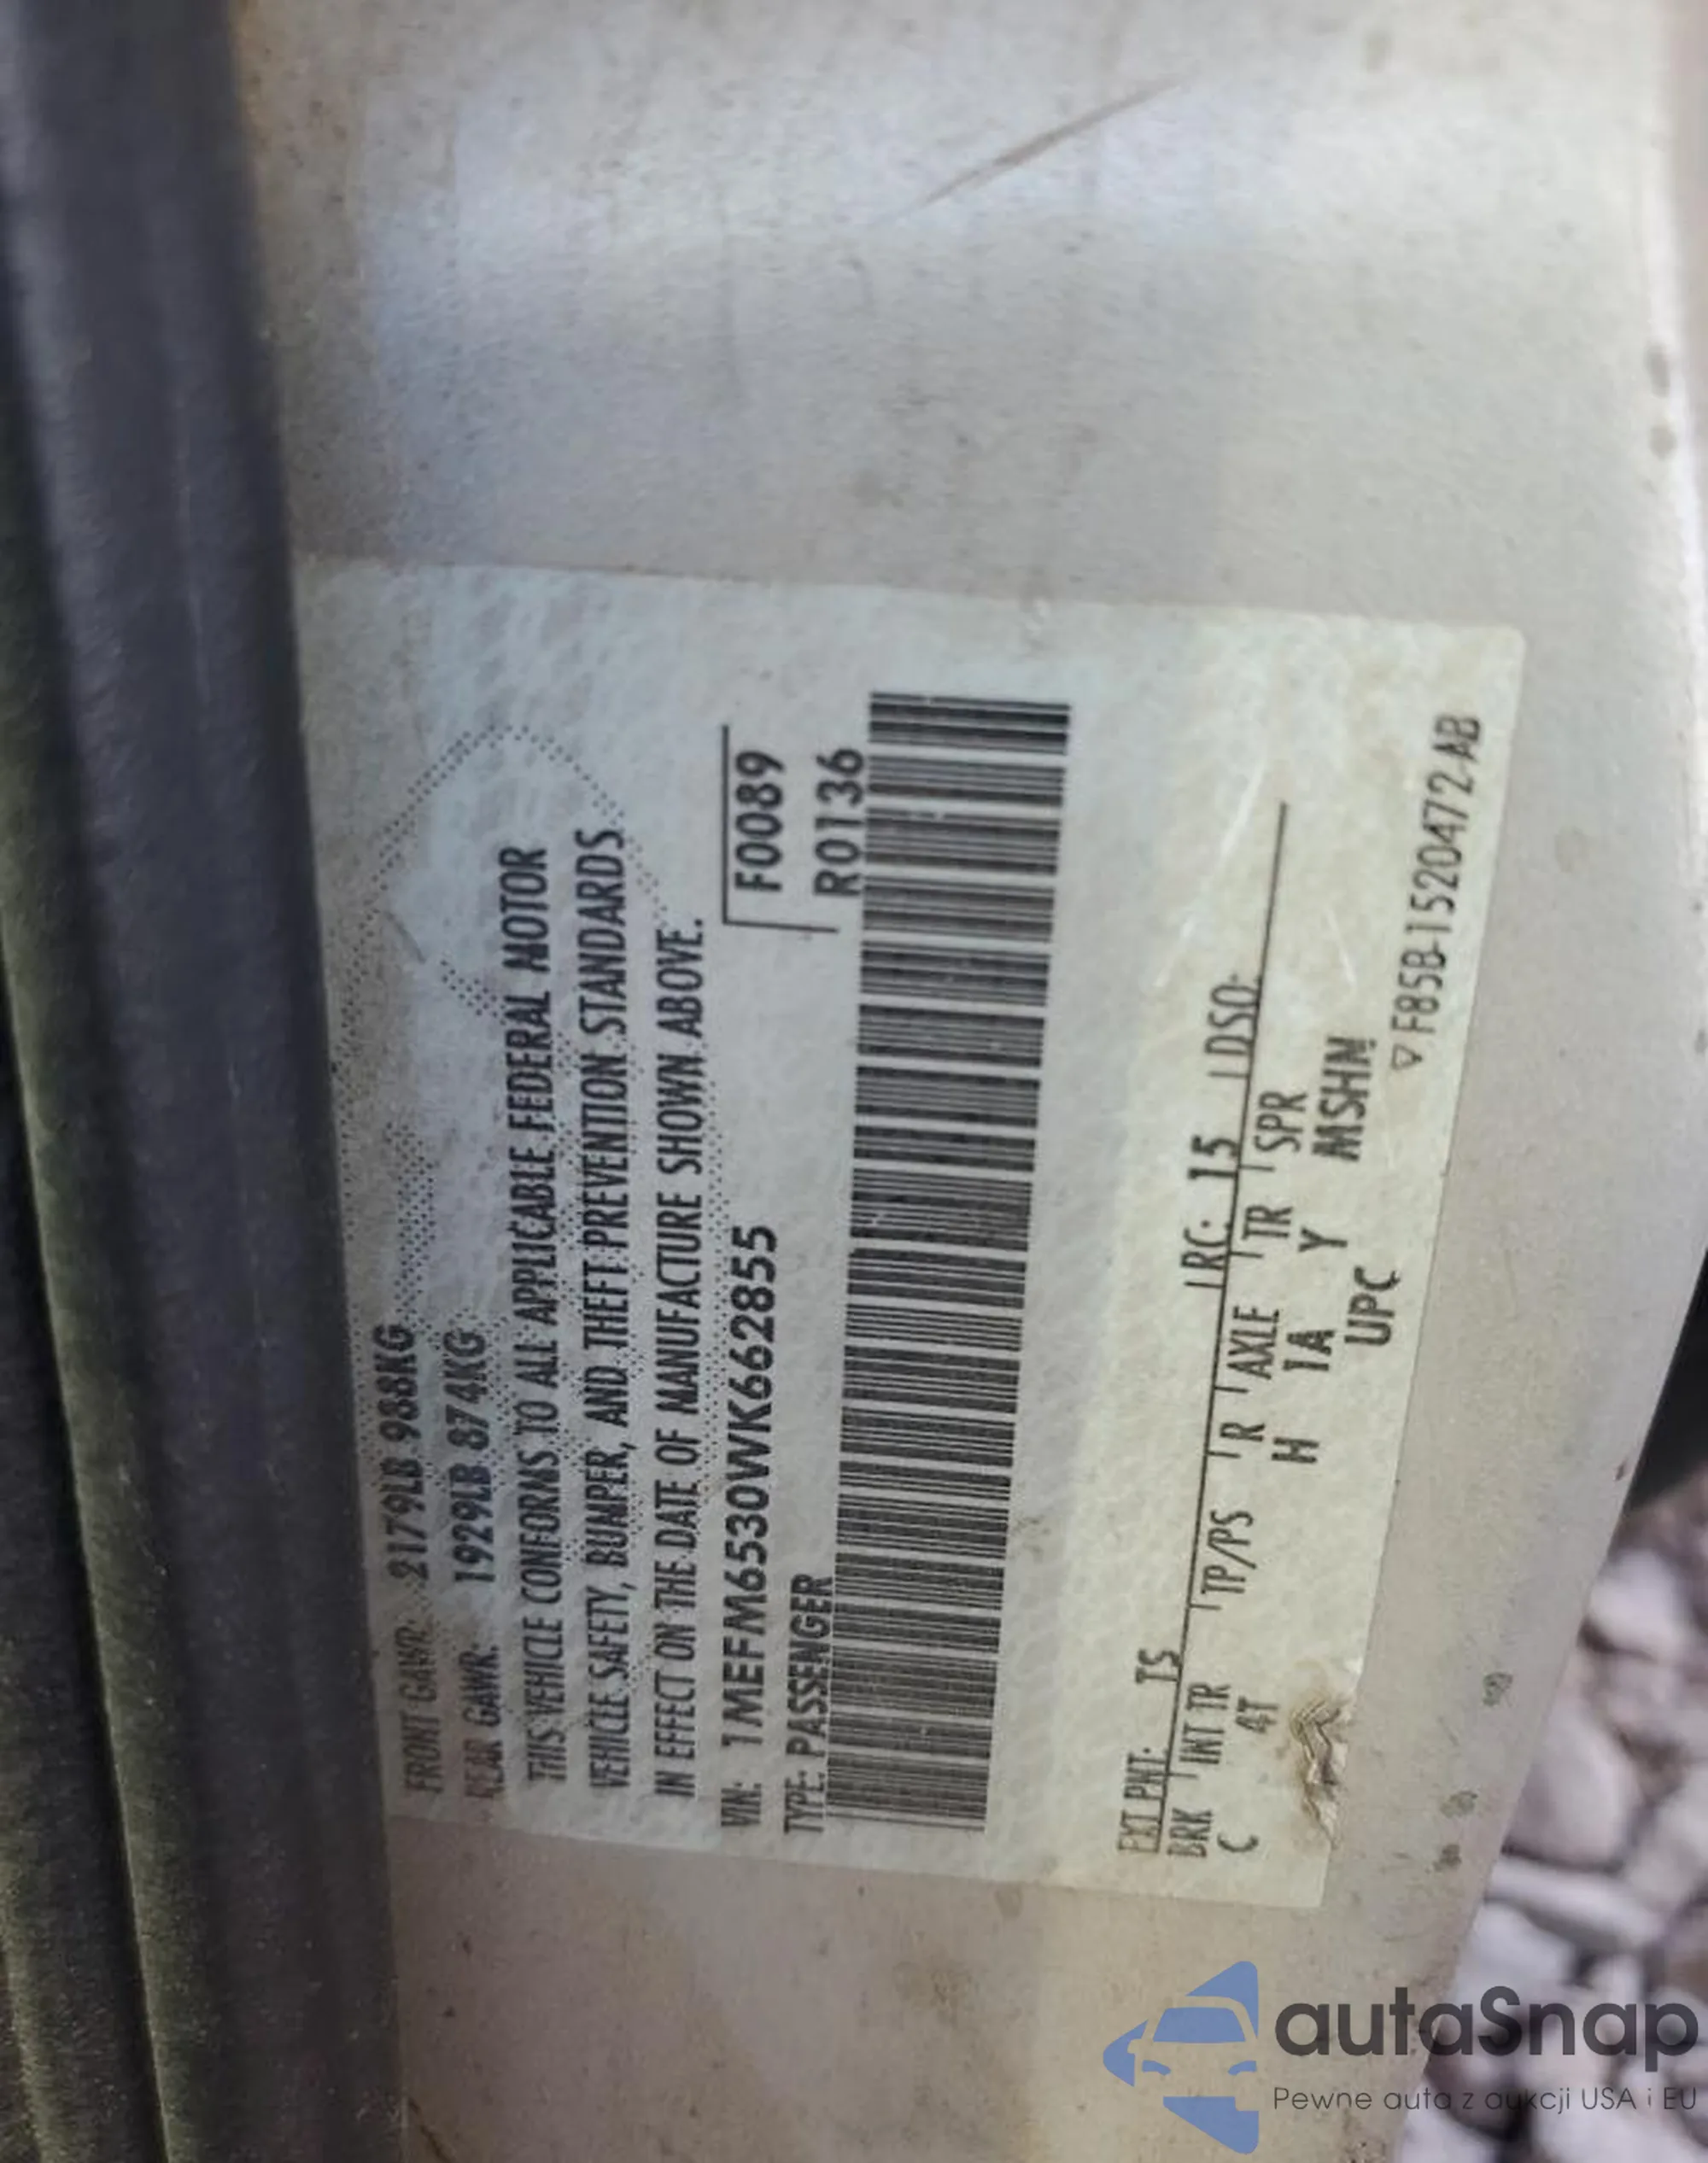 FRONT GAWR: 2179LB 988KG
REAR GAWR: 1929LB 874KG
THIS VEHICLE CONFORMS TO ALL APPLICABLE FEDERAL MOTOR
VEHICLE SAFETY, BUMPER, AND THEFT PREVENTION STANDARDS
IN EFFECT ON THE DATE OF MANUFACTURE SHOWN ABOVE.
VIN: 1MEFM6530WK662855 F0089
TYPE: PASSENGER R0136
EXT PNT: TS RC: 15 DSO:
BRK INT TR TP/PS R AXLE TR SPR
C 4T H 1A Y MSHN
UPC
▽F85B-1520472-AB
autaSnap
Pewne auta z aukcji USA i EU